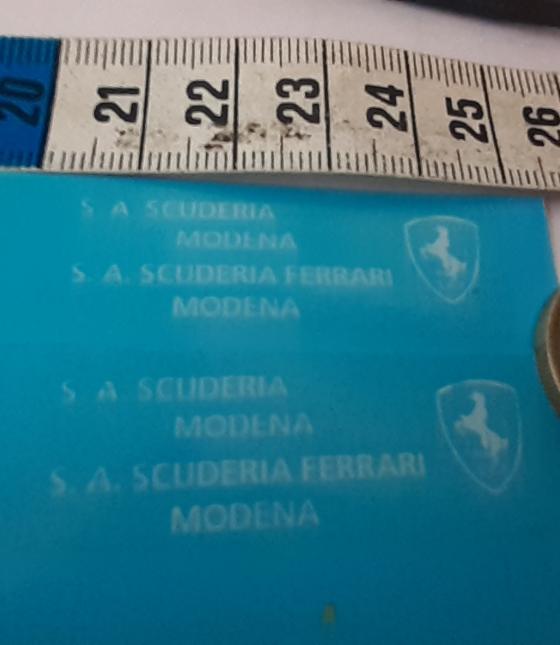 20 21 22 23 24 25 26
S A SCUDERIA
MODENA
S. A. SCUDERIA FERRARI
MODENA
S A SCUDERIA
MODENA
S. A. SCUDERIA FERRARI
MODENA